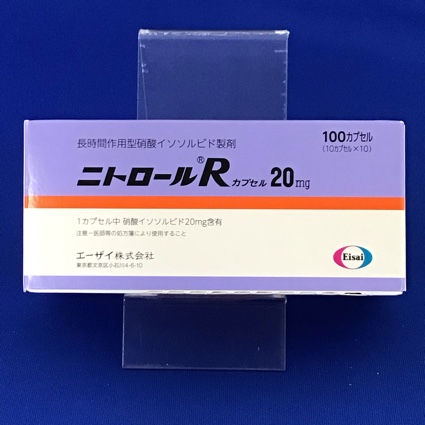 長時間作用型硝酸イソソルビド製剤
100カプセル
(10カプセル×10)
ニトロール®Rカプセル 20mg
1カプセル中 硝酸イソソルビド20mg含有
注意－医師等の処方箋により使用すること
エーザイ株式会社
東京都文京区小石川4-6-10
Eisai